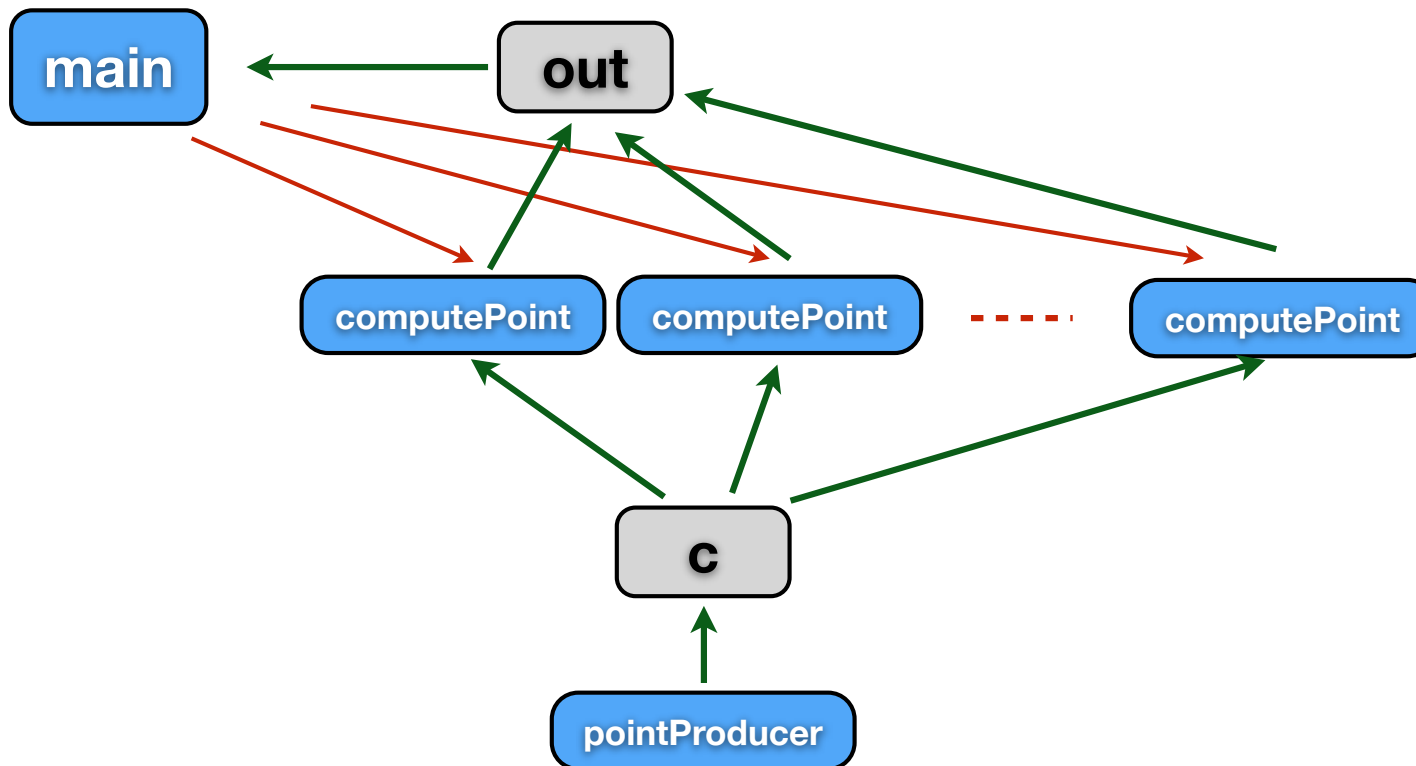 main
out
computePoint
computePoint
computePoint
c
pointProducer